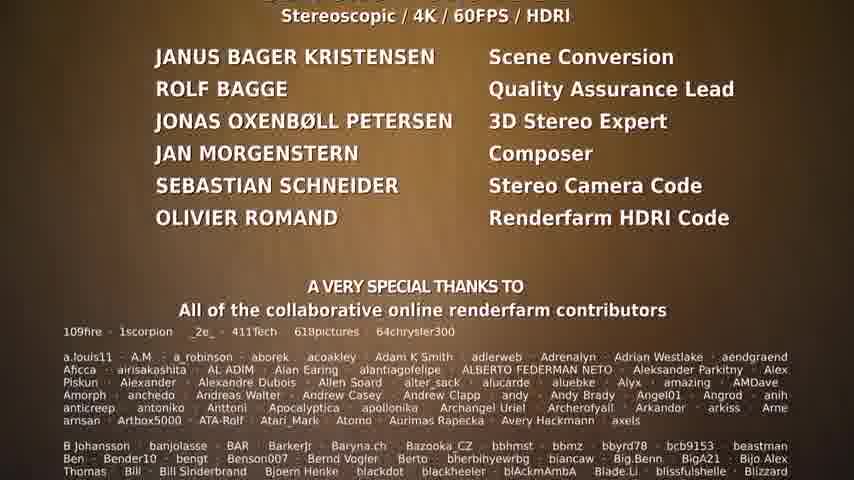 Stereoscopic / 4K / 60FPS / HDRI
JANUS BAGER KRISTENSEN Scene Conversion
ROLF BAGGE Quality Assurance Lead
JONAS OXENBØLL PETERSEN 3D Stereo Expert
JAN MORGENSTERN Composer
SEBASTIAN SCHNEIDER Stereo Camera Code
OLIVIER ROMAND Renderfarm HDRI Code
A VERY SPECIAL THANKS TO
All of the collaborative online renderfarm contributors
109fire · 1scorpion · _2e_ · 411Tech · 618pictures · 64chrysler300
a.louis11 · A.M. · a_robinson · aborek · acoakley · Adam K Smith · adlerweb · Adrenalyn · Adrian Westlake · aendgraend
Aficca · airisakashita · AL ADIM · Alan Earing · alantiagofelipe · ALBERTO FEDERMAN NETO · Aleksander Parkitny · Alex
Piskun · Alexander · Alexandre Dubois · Allen Soard · alter_sack · alucarde · aluebke · Alyx · amazing · AMDave
Amorph · anchedo · Andreas Walter · Andrew Casey · Andrew Clapp · andy · Andy Brady · Angel01 · Angrod · anih
anticreep · antoniko · Anttoni · Apocalyptica · apollonika · Archangel Uriel · Archerofall · Arkandor · arkiss · Arne
arnsan · Artbox5000 · ATA-Rolf · Atari_Mark · Atomo · Aurimas Rapecka · Avery Hackmann · axels
B Johansson · banjolasse · BAR · BarkerJr · Baryna.ch · Bazooka_CZ · bbhmst · bbmz · bbyrd78 · bcb9153 · beastman
Ben · Bender10 · bengt · Benson007 · Bernd Vogler · Berto · bherbihyewrbg · biancaw · Big.Benn · BigA21 · Bijo Alex
Thomas · Bill · Bill Sinderbrand · Bjoern Henke · blackdot · blackheeler · blAckmAmbA · Blade.Li · blissfulshelle · Blizzard